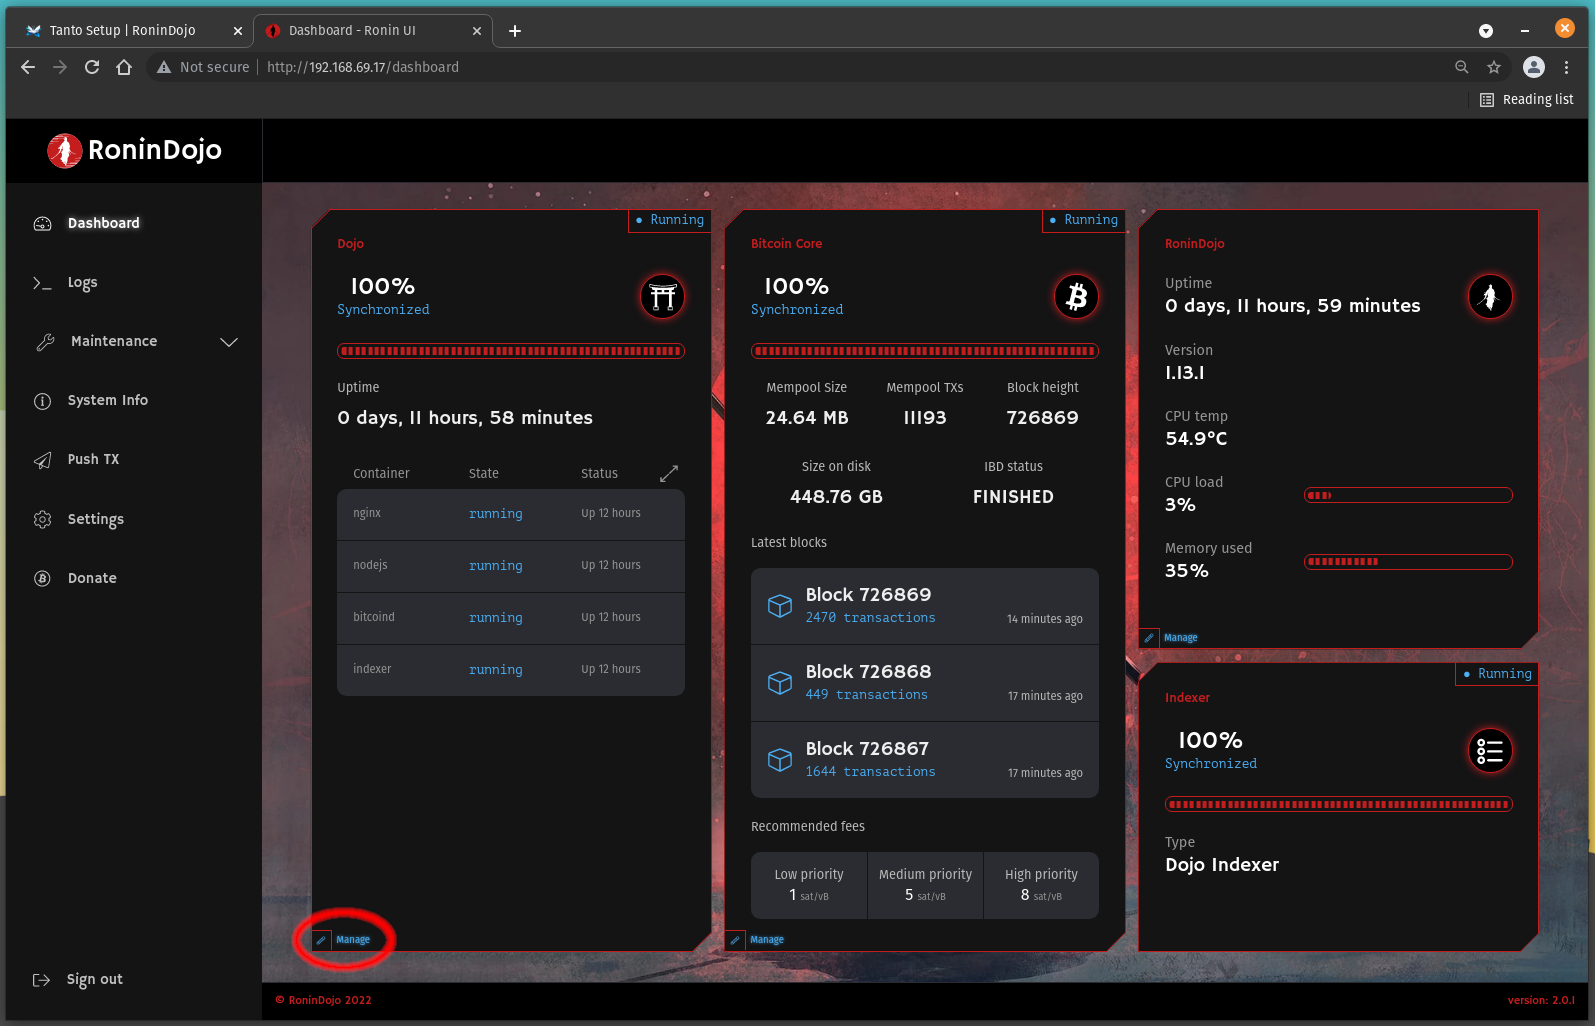 Tanto Setup | RoninDojo
Dashboard - Ronin UI
Not secure | http://192.168.69.17/dashboard
Reading list
RoninDojo
Dashboard
Logs
Maintenance
System Info
Push TX
Settings
Donate
Sign out
Running
Dojo
100%
Synchronized
Uptime
0 days, 11 hours, 58 minutes
Container State Status
nginx running Up 12 hours
nodejs running Up 12 hours
bitcoind running Up 12 hours
indexer running Up 12 hours
Manage
Running
Bitcoin Core
100%
Synchronized
Mempool Size Mempool TXs Block height
24.64 MB 11193 726869
Size on disk IBD status
448.76 GB FINISHED
Latest blocks
Block 726869
2470 transactions 14 minutes ago
Block 726868
449 transactions 17 minutes ago
Block 726867
1644 transactions 17 minutes ago
Recommended fees
Low priority Medium priority High priority
1 sat/vB 5 sat/vB 8 sat/vB
Manage
RoninDojo
Uptime
0 days, 11 hours, 59 minutes
Version
1.13.1
CPU temp
54.9°C
CPU load
3%
Memory used
35%
Manage
Running
Indexer
100%
Synchronized
Type
Dojo Indexer
© RoninDojo 2022
version: 2.0.1